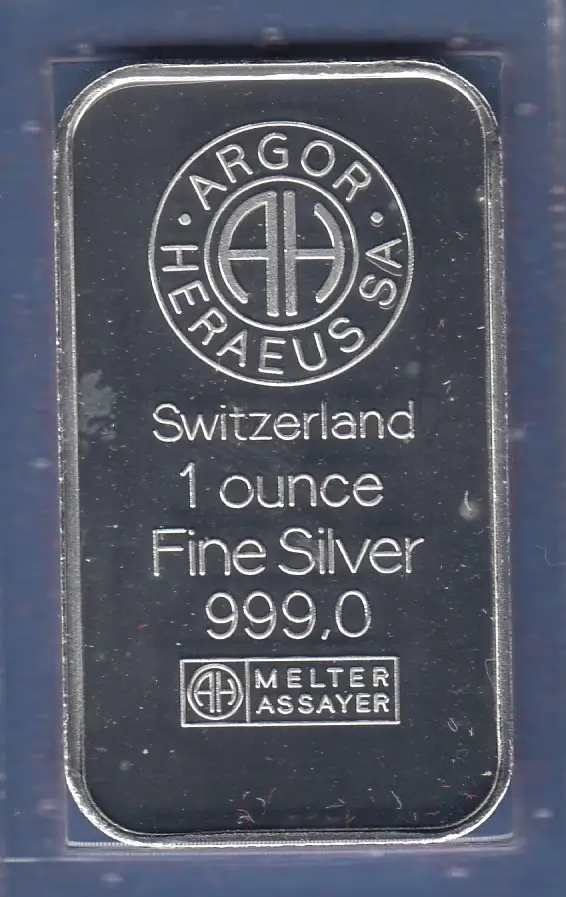 ARGOR
HERAEUS SA
AH
Switzerland
1 ounce
Fine Silver
999,0
AH MELTER
ASSAYER